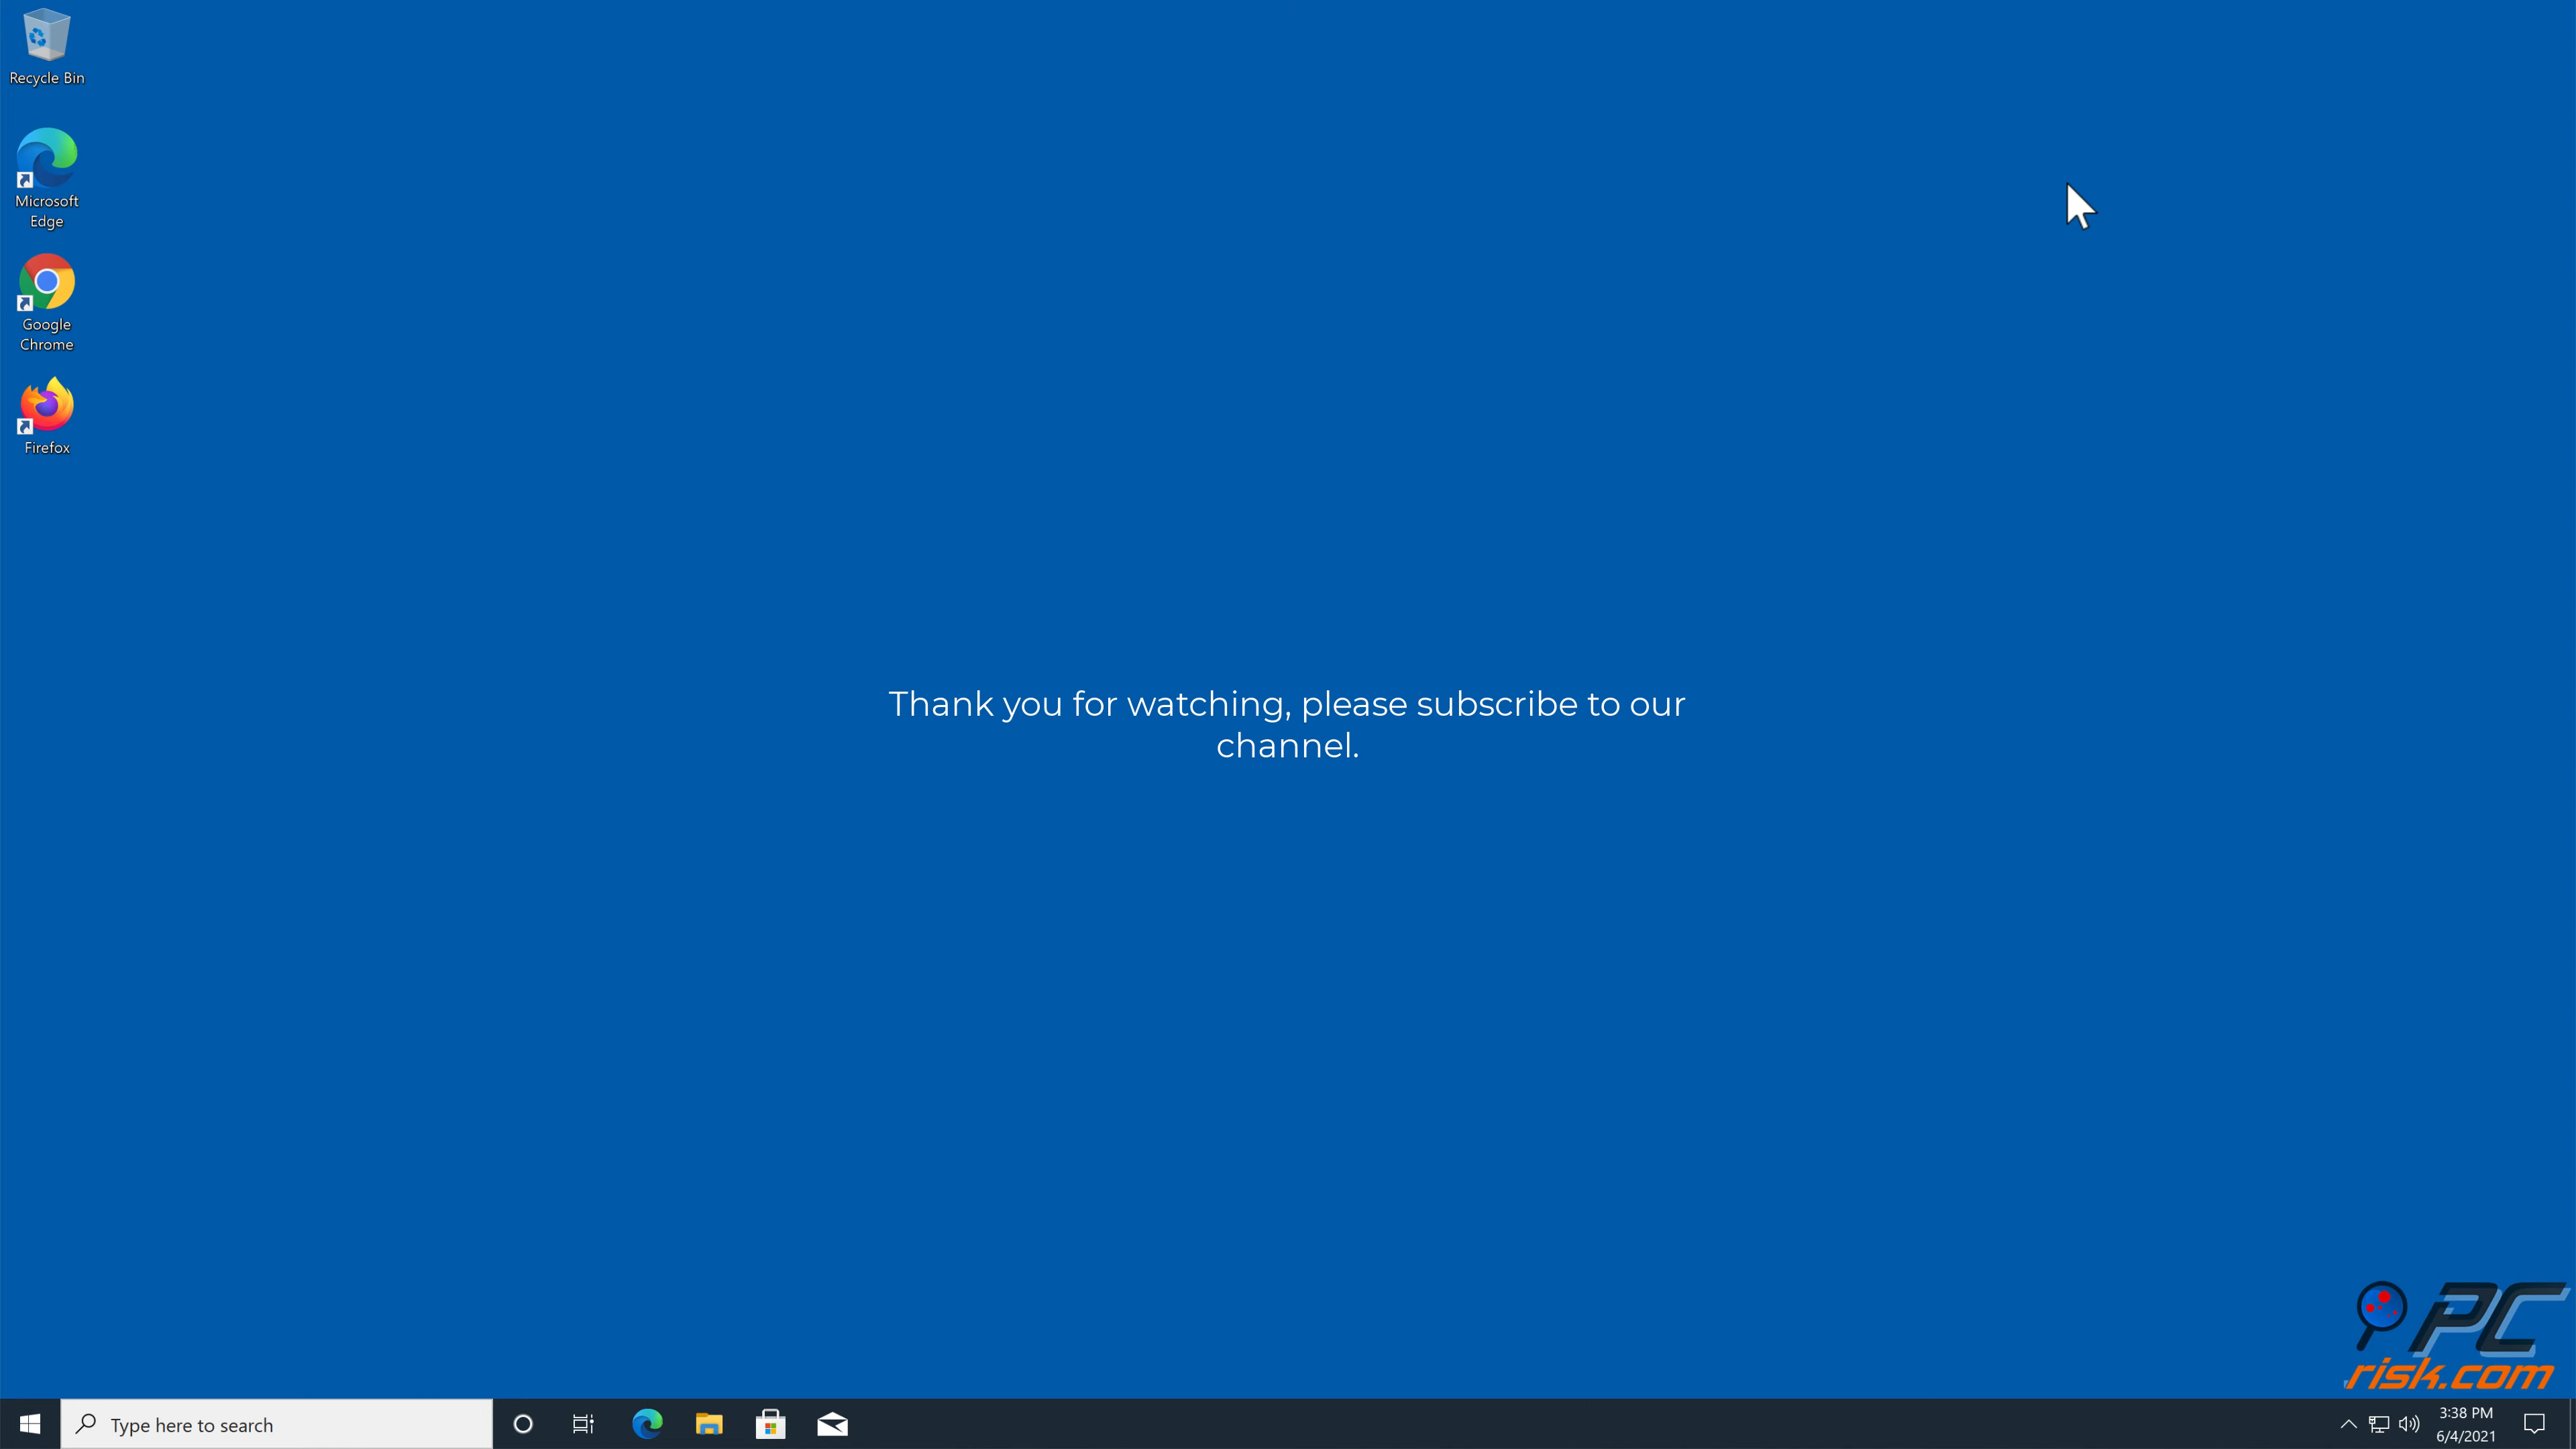 Recycle Bin
Microsoft
Edge
Google
Chrome
Firefox
Thank you for watching, please subscribe to our
channel.
PC
risk.com
Type here to search
3:38 PM
6/4/2021